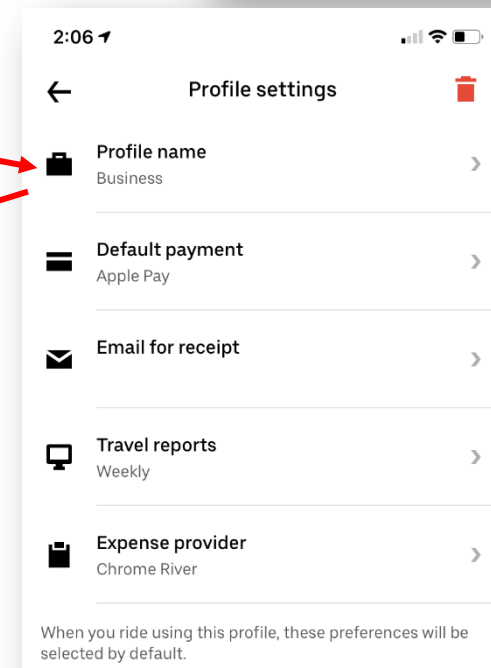 2:06
Profile settings
Profile name
Business
Default payment
Apple Pay
Email for receipt
Travel reports
Weekly
Expense provider
Chrome River
When you ride using this profile, these preferences will be
selected by default.